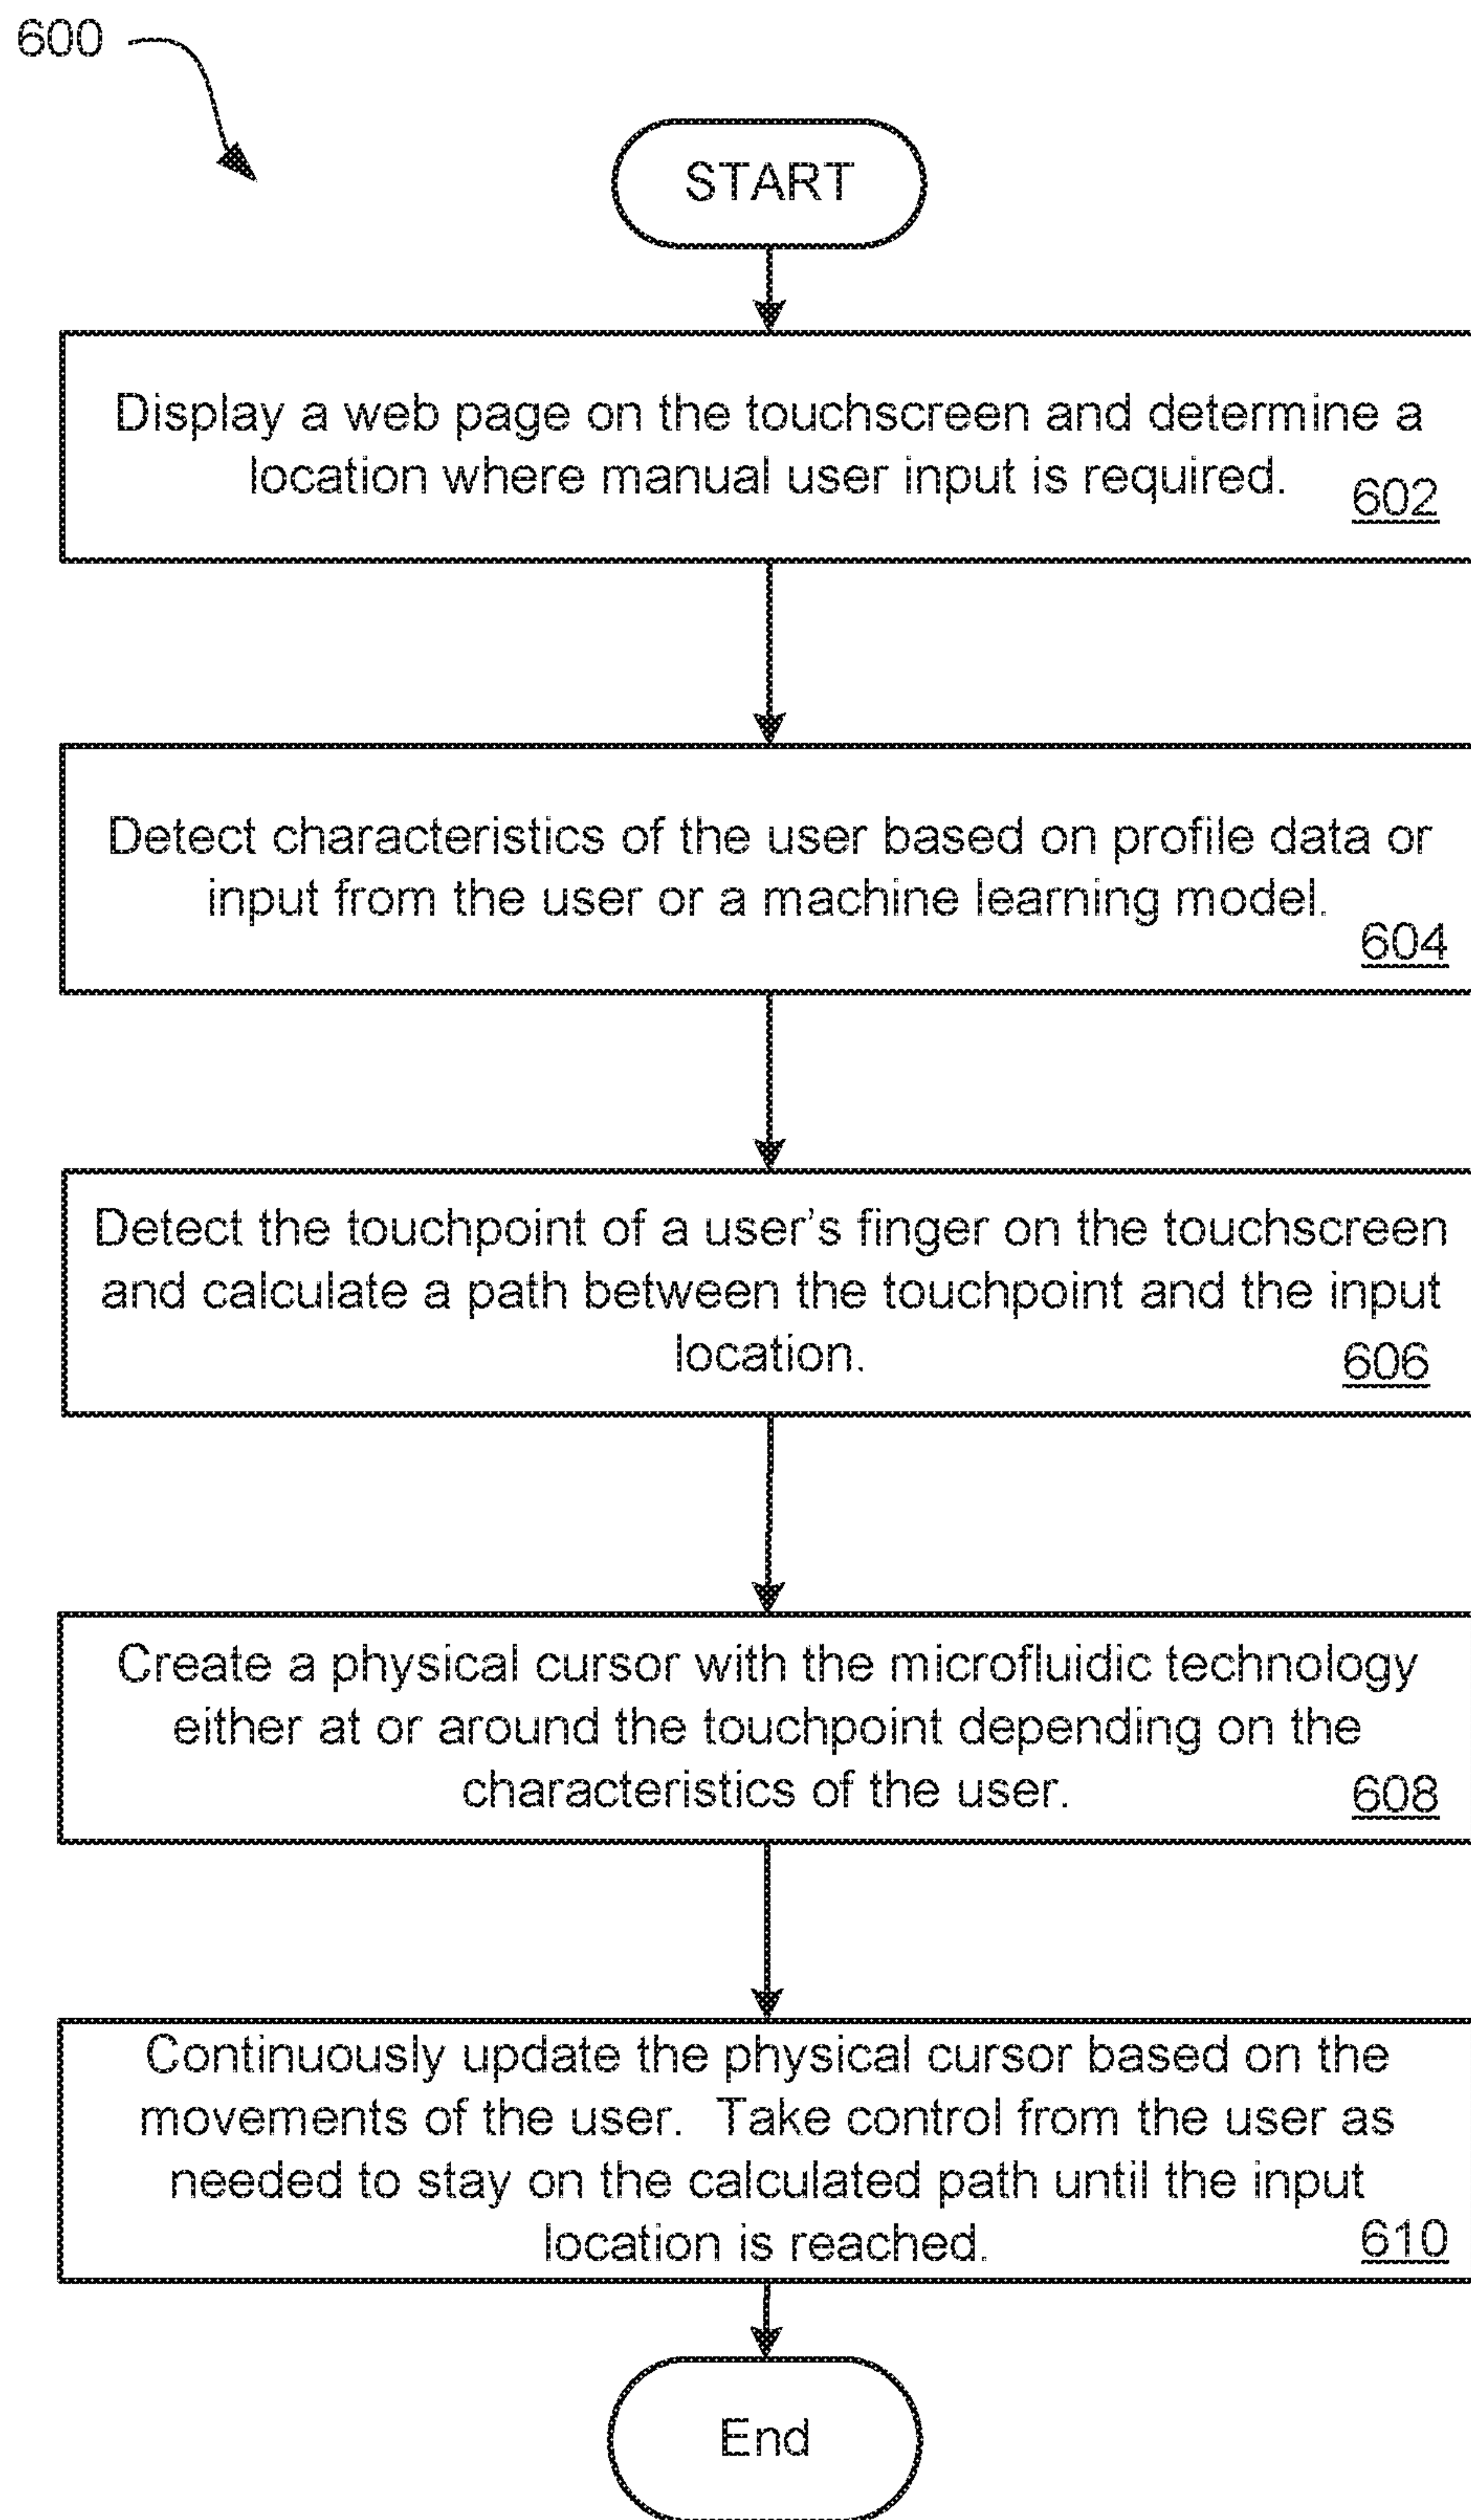 600
START
Display a web page on the touchscreen and determine a
location where manual user input is required.
602
Detect characteristics of the user based on profile data or
input from the user or a machine learning model.
604
Detect the touchpoint of a user’s finger on the touchscreen
and calculate a path between the touchpoint and the input
location.
606
Create a physical cursor with the microfluidic technology
either at or around the touchpoint depending on the
characteristics of the user.
608
Continuously update the physical cursor based on the
movements of the user.  Take control from the user as
needed to stay on the calculated path until the input
location is reached.
610
End